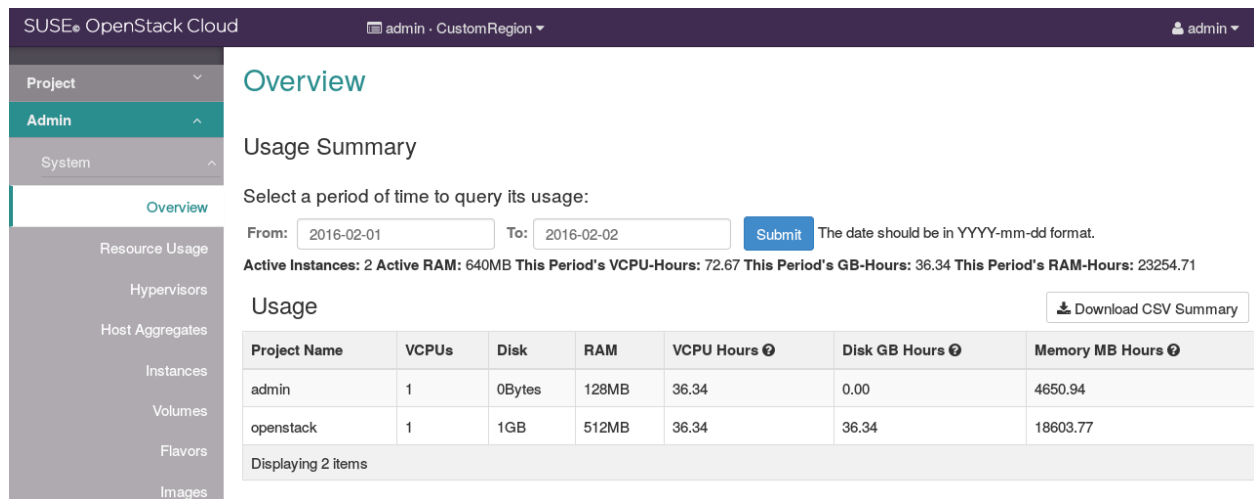 SUSE® OpenStack Cloud
admin · CustomRegion
admin
Project
Admin
System
Overview
Resource Usage
Hypervisors
Host Aggregates
Instances
Volumes
Flavors
Images
Overview
Usage Summary
Select a period of time to query its usage:
From: 2016-02-01 To: 2016-02-02 Submit The date should be in YYYY-mm-dd format.
Active Instances: 2 Active RAM: 640MB This Period's VCPU-Hours: 72.67 This Period's GB-Hours: 36.34 This Period's RAM-Hours: 23254.71
Usage
Download CSV Summary
Project Name VCPUs Disk RAM VCPU Hours Disk GB Hours Memory MB Hours
admin 1 0Bytes 128MB 36.34 0.00 4650.94
openstack 1 1GB 512MB 36.34 36.34 18603.77
Displaying 2 items